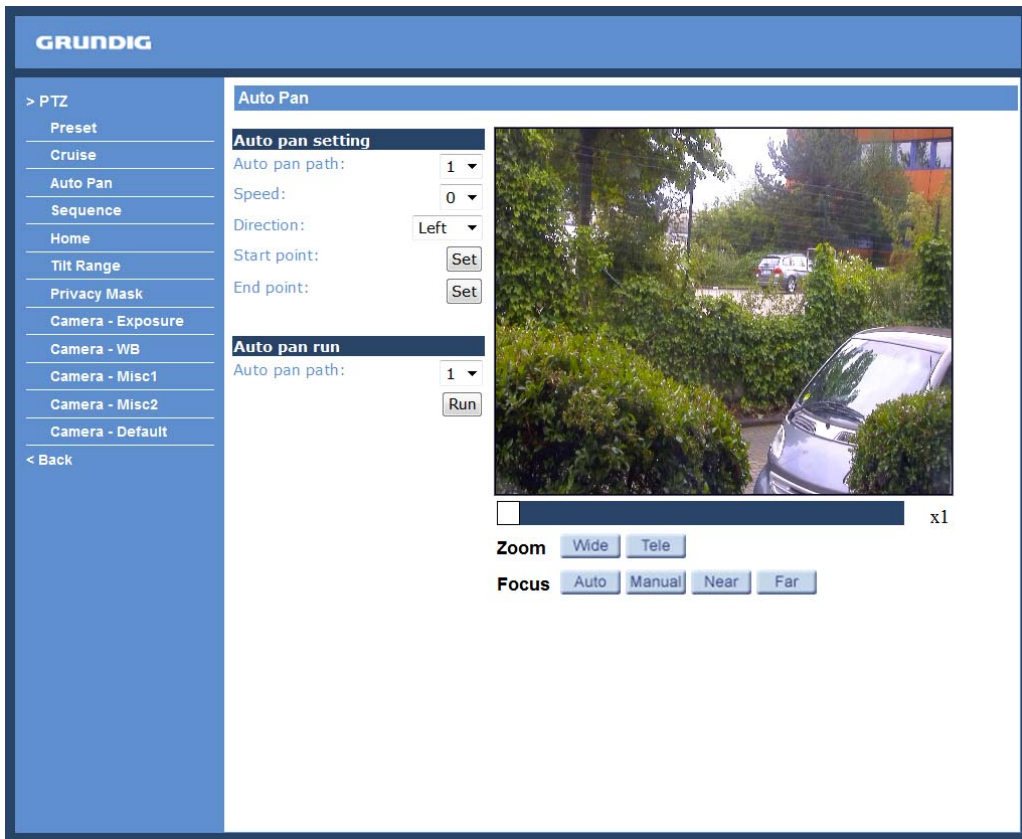 GRUNDIG
> PTZ
Preset
Cruise
Auto Pan
Sequence
Home
Tilt Range
Privacy Mask
Camera - Exposure
Camera - WB
Camera - Misc1
Camera - Misc2
Camera - Default
< Back
Auto Pan
Auto pan setting
Auto pan path: 1
Speed: 0
Direction: Left
Start point: Set
End point: Set
Auto pan run
Auto pan path: 1
Run
x1
Zoom Wide Tele
Focus Auto Manual Near Far